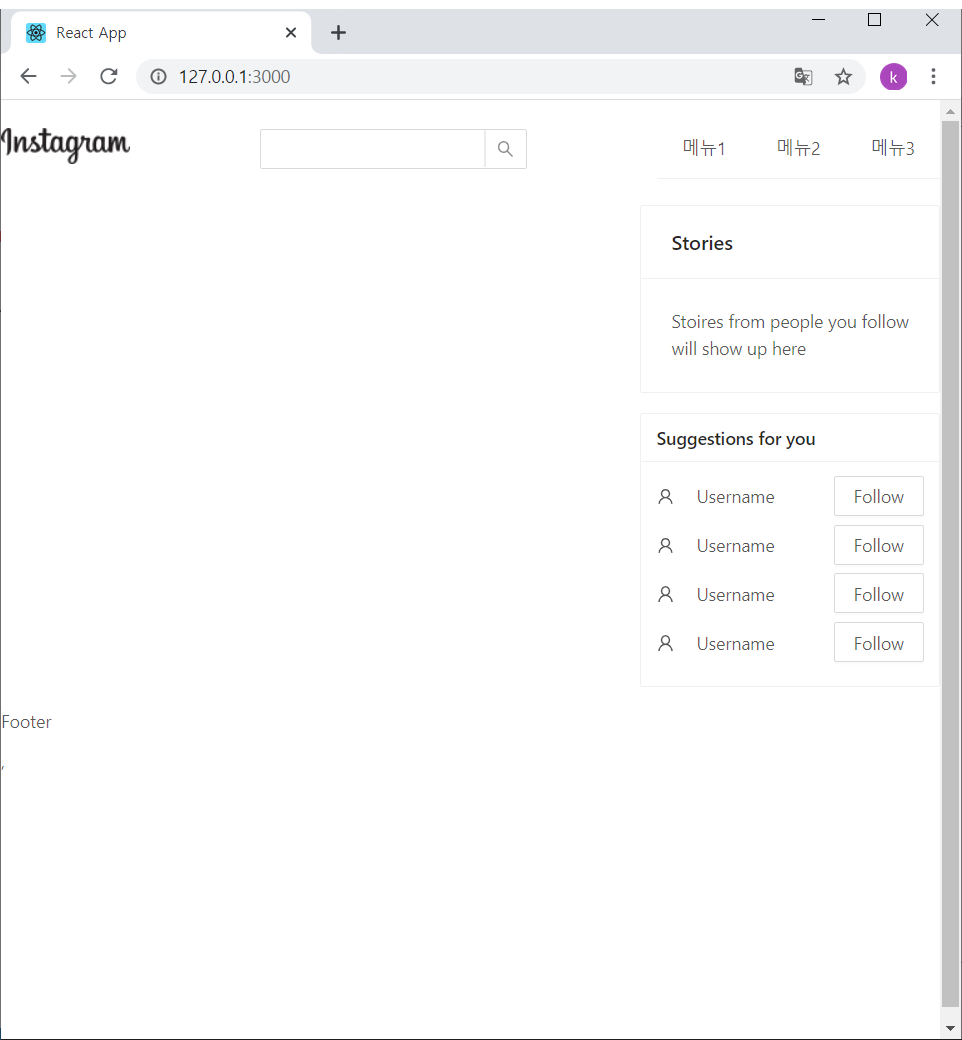 React App
127.0.0.1:3000
k
Instagram
메뉴1 메뉴2 메뉴3
Stories
Stoires from people you follow
will show up here
Suggestions for you
Username Follow
Username Follow
Username Follow
Username Follow
Footer
,